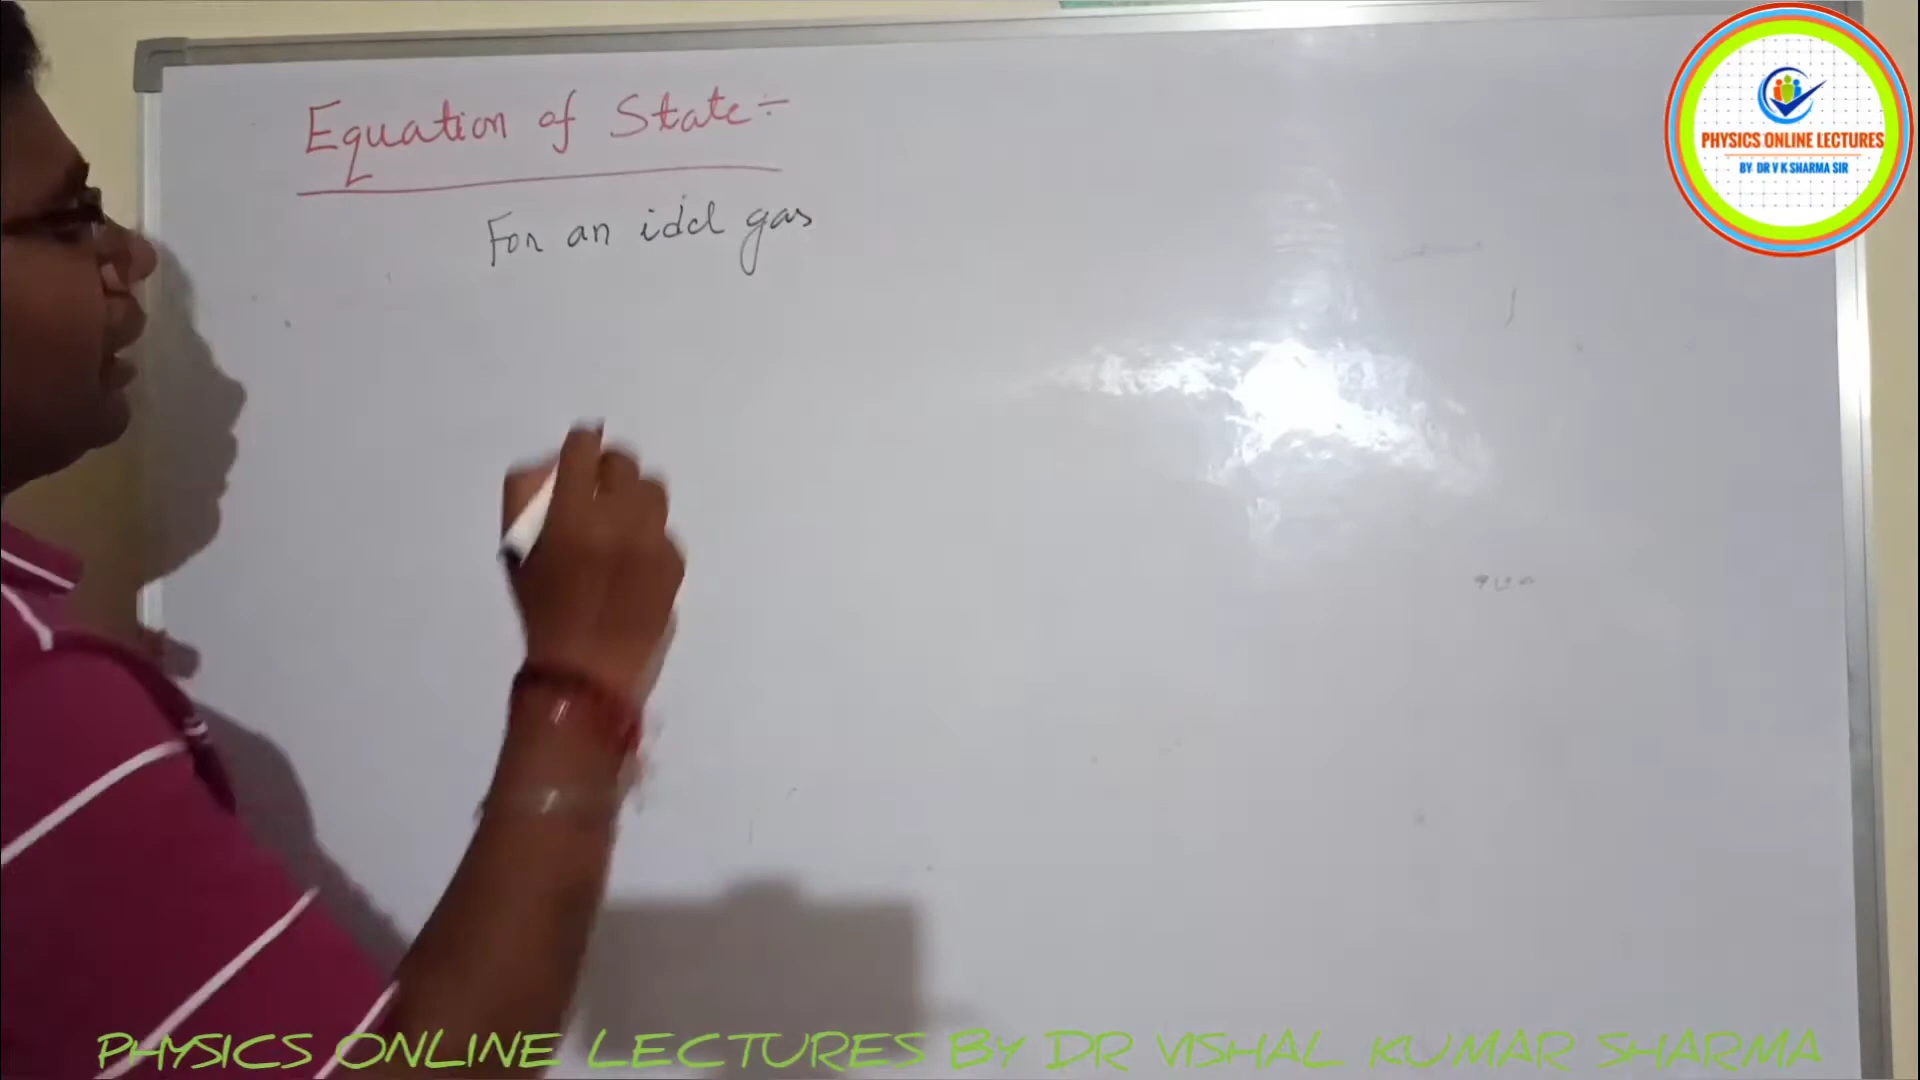 Equation of State÷
For an idel gas
PHYSICS ONLINE LECTURES
BY DR V K SHARMA SIR
PHYSICS ONLINE LECTURES BY DR VISHAL KUMAR SHARMA